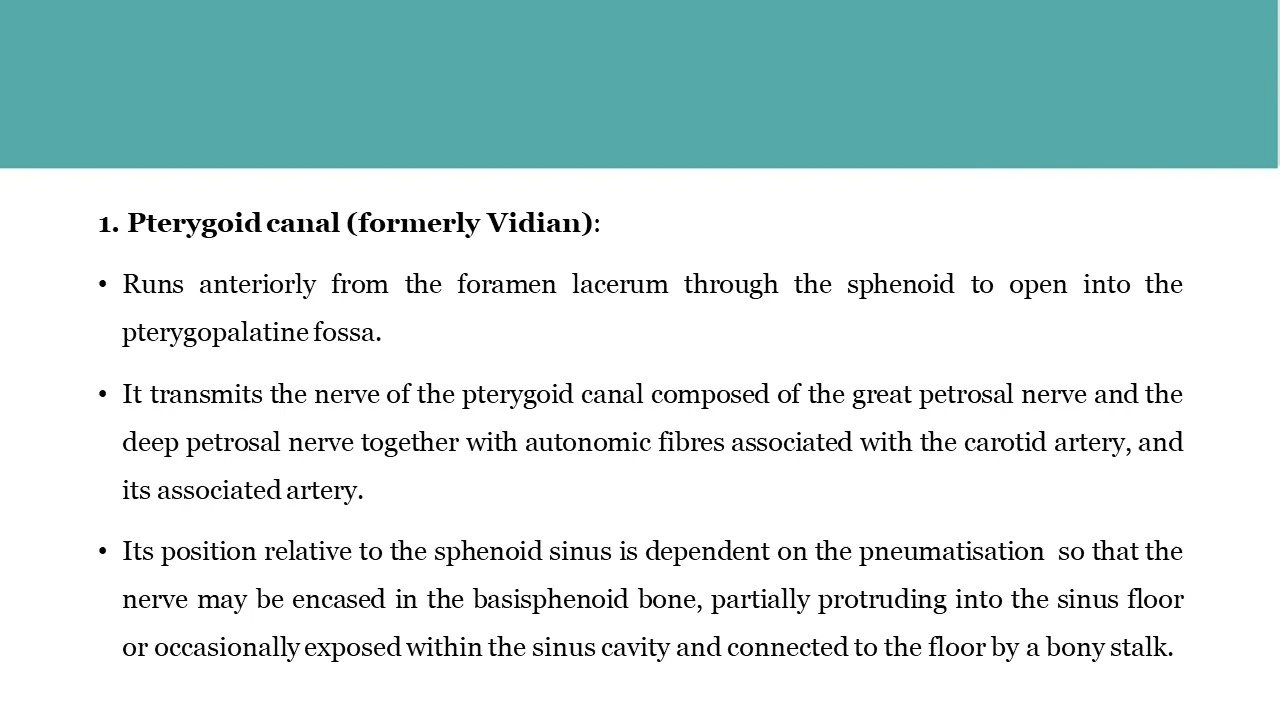 1. Pterygoid canal (formerly Vidian):
• Runs anteriorly from the foramen lacerum through the sphenoid to open into the
pterygopalatine fossa.
• It transmits the nerve of the pterygoid canal composed of the great petrosal nerve and the
deep petrosal nerve together with autonomic fibres associated with the carotid artery, and
its associated artery.
• Its position relative to the sphenoid sinus is dependent on the pneumatisation so that the
nerve may be encased in the basisphenoid bone, partially protruding into the sinus floor
or occasionally exposed within the sinus cavity and connected to the floor by a bony stalk.